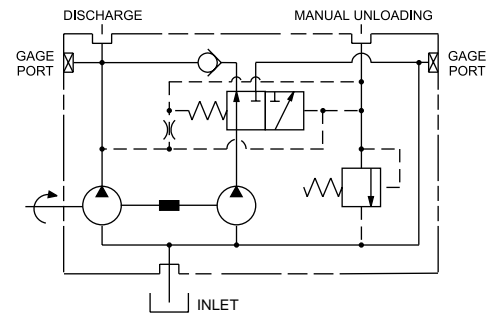 DISCHARGE
MANUAL UNLOADING
GAGE
PORT
GAGE
PORT
INLET